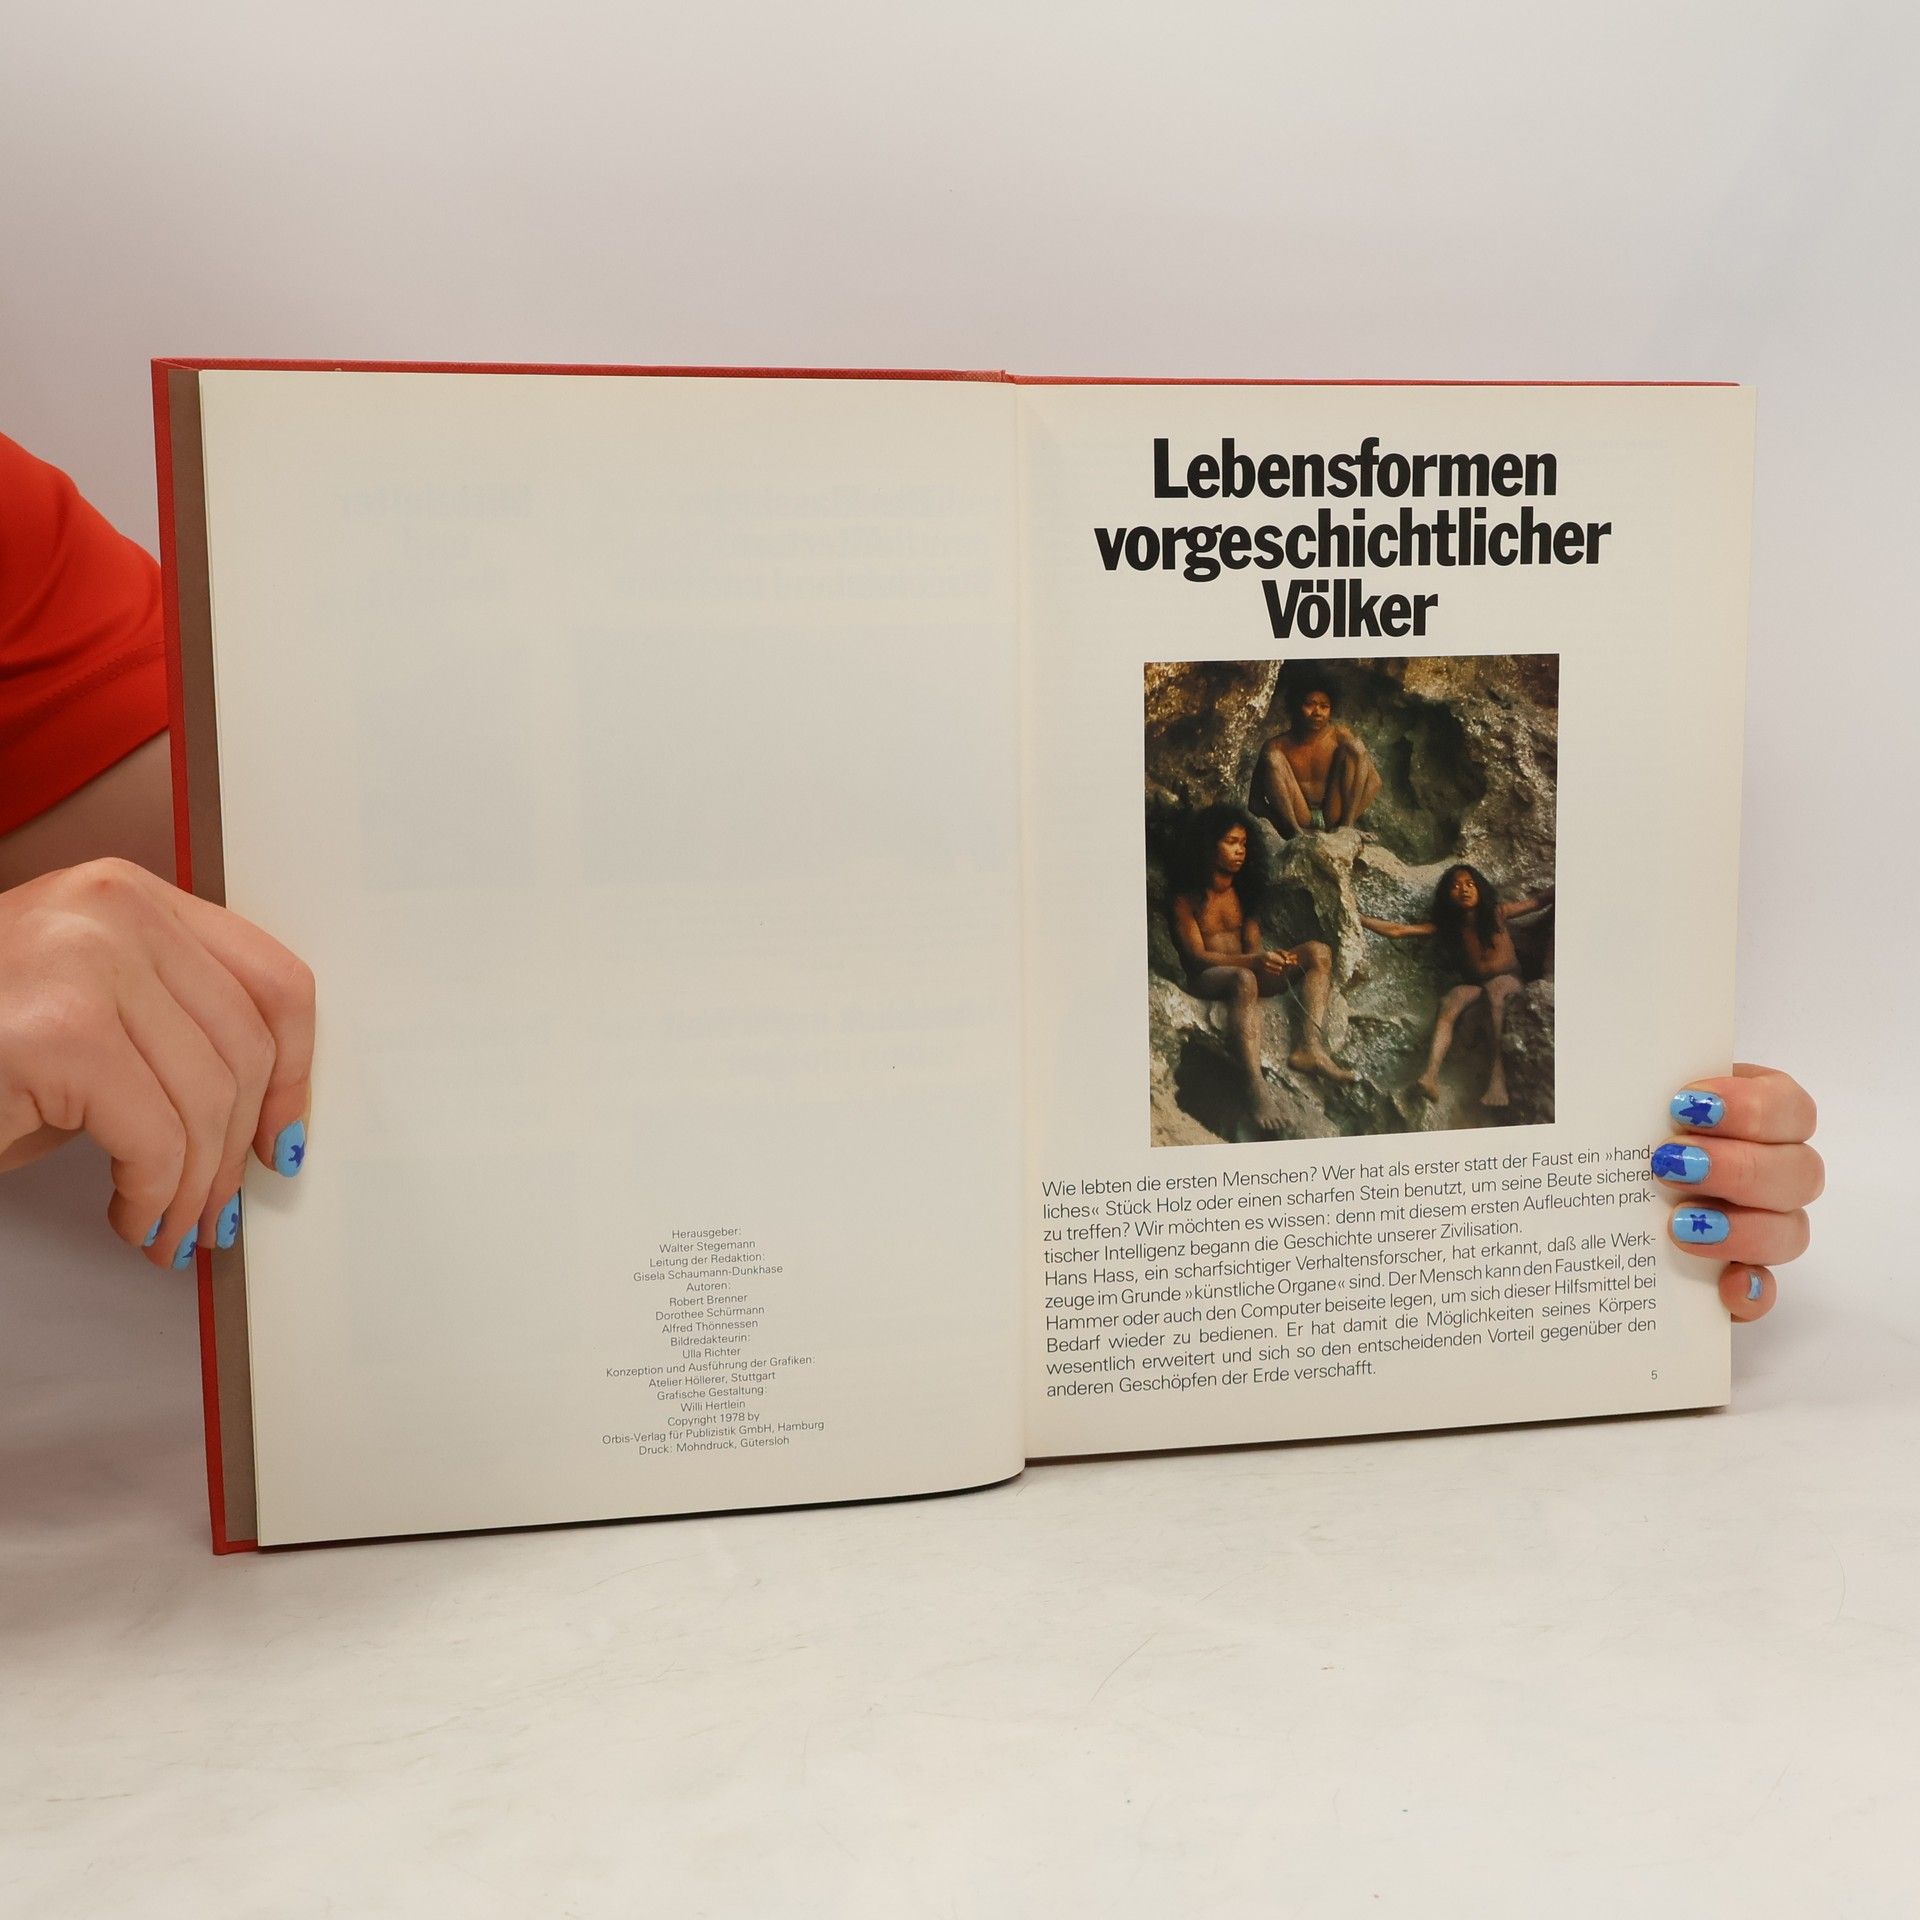 Herausgeber:
Walter Stegemann
Leitung der Redaktion:
Gisela Schaumann-Dunkhase
Autoren:
Robert Brenner
Dorothee Schürmann
Alfred Thönnessen
Bildredakteurin:
Ulla Richter
Konzeption und Ausführung der Grafiken:
Atelier Höllerer, Stuttgart
Grafische Gestaltung:
Willi Hertlein
Copyright 1978 by
Orbis-Verlag für Publizistik GmbH, Hamburg
Druck: Mohndruck, Gütersloh
Lebensformen
vorgeschichtlicher
Völker
Wie lebten die ersten Menschen? Wer hat als erster statt der Faust ein »hand-
liches« Stück Holz oder einen scharfen Stein benutzt, um seine Beute sicherer
zu treffen? Wir möchten es wissen: denn mit diesem ersten Aufleuchten prak-
tischer Intelligenz begann die Geschichte unserer Zivilisation.
Hans Hass, ein scharfsichtiger Verhaltensforscher, hat erkannt, daß alle Werk-
zeuge im Grunde »künstliche Organe« sind. Der Mensch kann den Faustkeil, den
Hammer oder auch den Computer beiseite legen, um sich dieser Hilfsmittel bei
Bedarf wieder zu bedienen. Er hat damit die Möglichkeiten seines Körpers
wesentlich erweitert und sich so den entscheidenden Vorteil gegenüber den
anderen Geschöpfen der Erde verschafft.
5